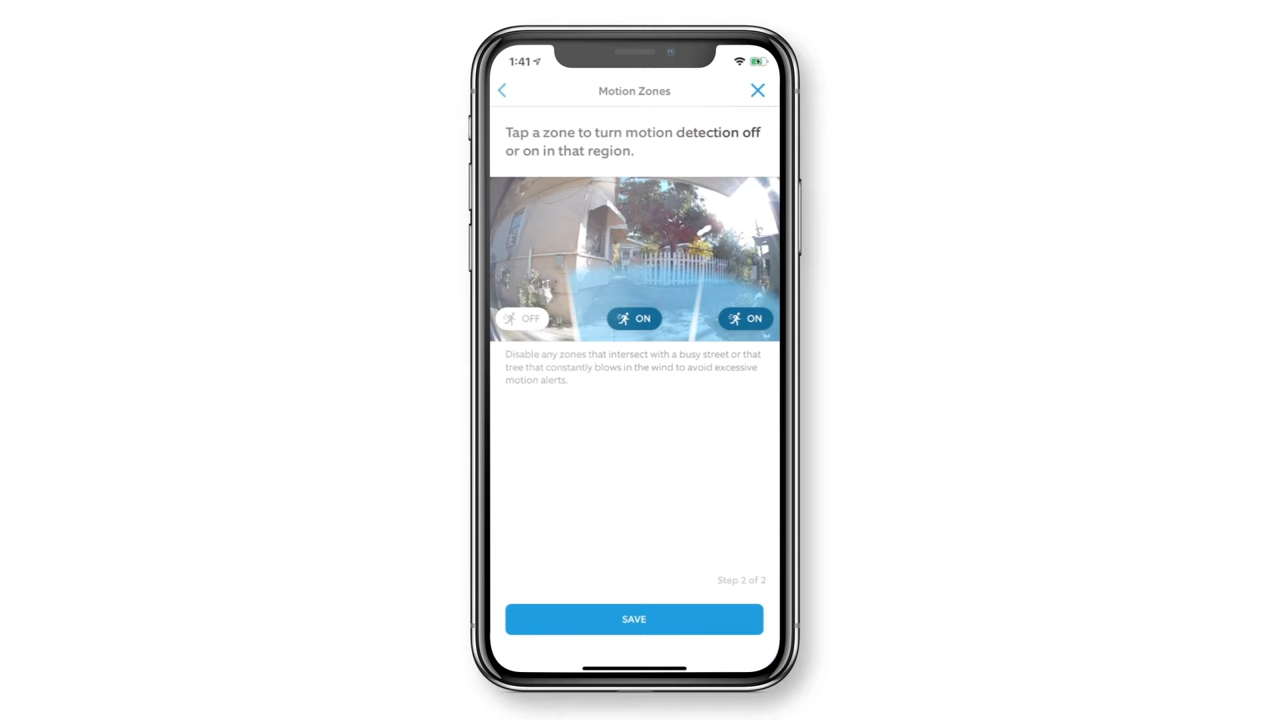 1:41
Motion Zones
Tap a zone to turn motion detection off
or on in that region.
OFF
ON
ON
Disable any zones that intersect with a busy street or that
tree that constantly blows in the wind to avoid excessive
motion alerts.
Step 2 of 2
SAVE